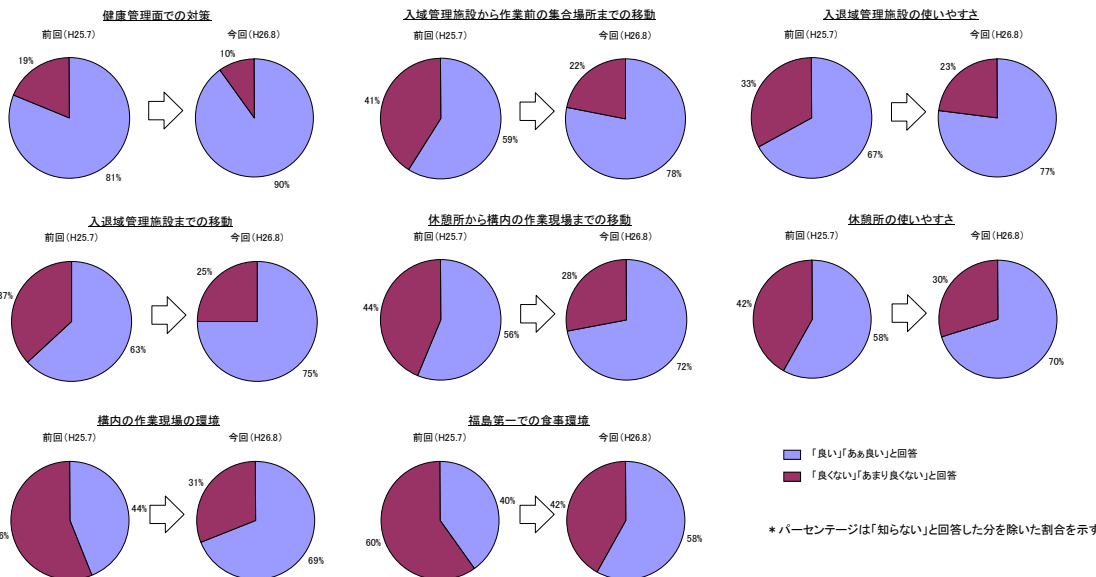 健康管理面での対策
前回(H25.7)
今回(H26.8)
19%
81%
10%
90%
入域管理施設から作業前の集合場所までの移動
前回(H25.7)
今回(H26.8)
41%
59%
22%
78%
入退域管理施設の使いやすさ
前回(H25.7)
今回(H26.8)
33%
67%
23%
77%
入退域管理施設までの移動
前回(H25.7)
今回(H26.8)
37%
63%
25%
75%
休憩所から構内の作業現場までの移動
前回(H25.7)
今回(H26.8)
44%
56%
28%
72%
休憩所の使いやすさ
前回(H25.7)
今回(H26.8)
42%
58%
30%
70%
構内の作業現場の環境
前回(H25.7)
今回(H26.8)
6%
44%
31%
69%
福島第一での食事環境
前回(H25.7)
今回(H26.8)
60%
40%
42%
58%
「良い」「あぁ良い」と回答
「良くない」「あまり良くない」と回答
*パーセンテージは「知らない」と回答した分を除いた割合を示す